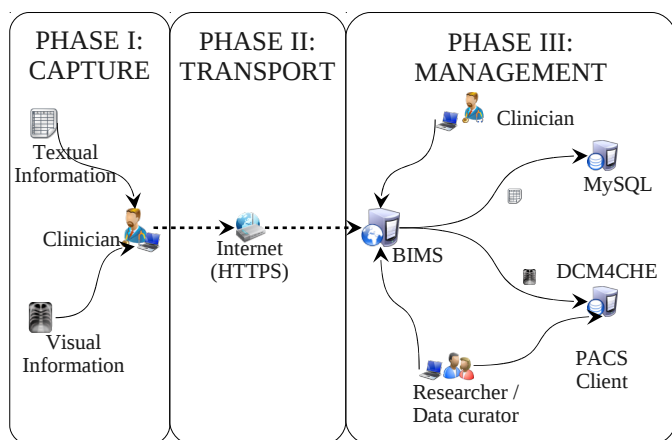 PHASE I:
CAPTURE
Textual
Information
Clinician
Visual
Information
PHASE II:
TRANSPORT
Internet
(HTTPS)
PHASE III:
MANAGEMENT
Clinician
MySQL
BIMS
DCM4CHE
PACS
Client
Researcher /
Data curator